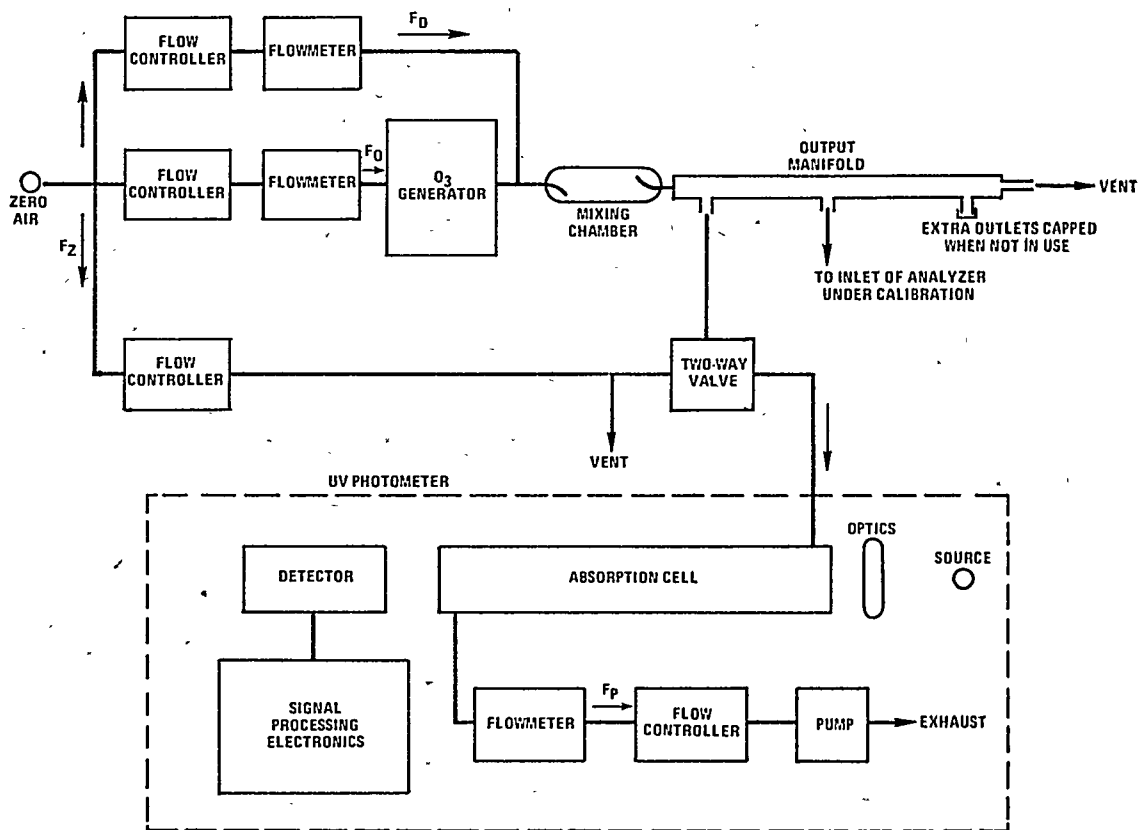 FLOW
CONTROLLER
FLOWMETER
F_D
ZERO
AIR
FLOW
CONTROLLER
FLOWMETER
F_O
O_3
GENERATOR
MIXING
CHAMBER
OUTPUT
MANIFOLD
VENT
EXTRA OUTLETS CAPPED
WHEN NOT IN USE
TO INLET OF ANALYZER
UNDER CALIBRATION
F_Z
FLOW
CONTROLLER
TWO-WAY
VALVE
VENT
UV PHOTOMETER
DETECTOR
ABSORPTION CELL
OPTICS
SOURCE
SIGNAL
PROCESSING
ELECTRONICS
FLOWMETER
F_P
FLOW
CONTROLLER
PUMP
EXHAUST